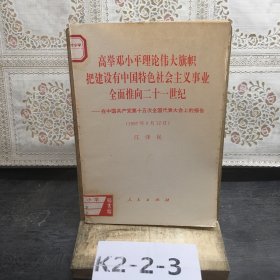 高举邓小平理论伟大旗帜
把建设有中国特色社会主义事业
全面推向二十一世纪
——在中国共产党第十五次全国代表大会上的报告
(1997年9月12日)
江泽民
人民出版社
K2-2-3